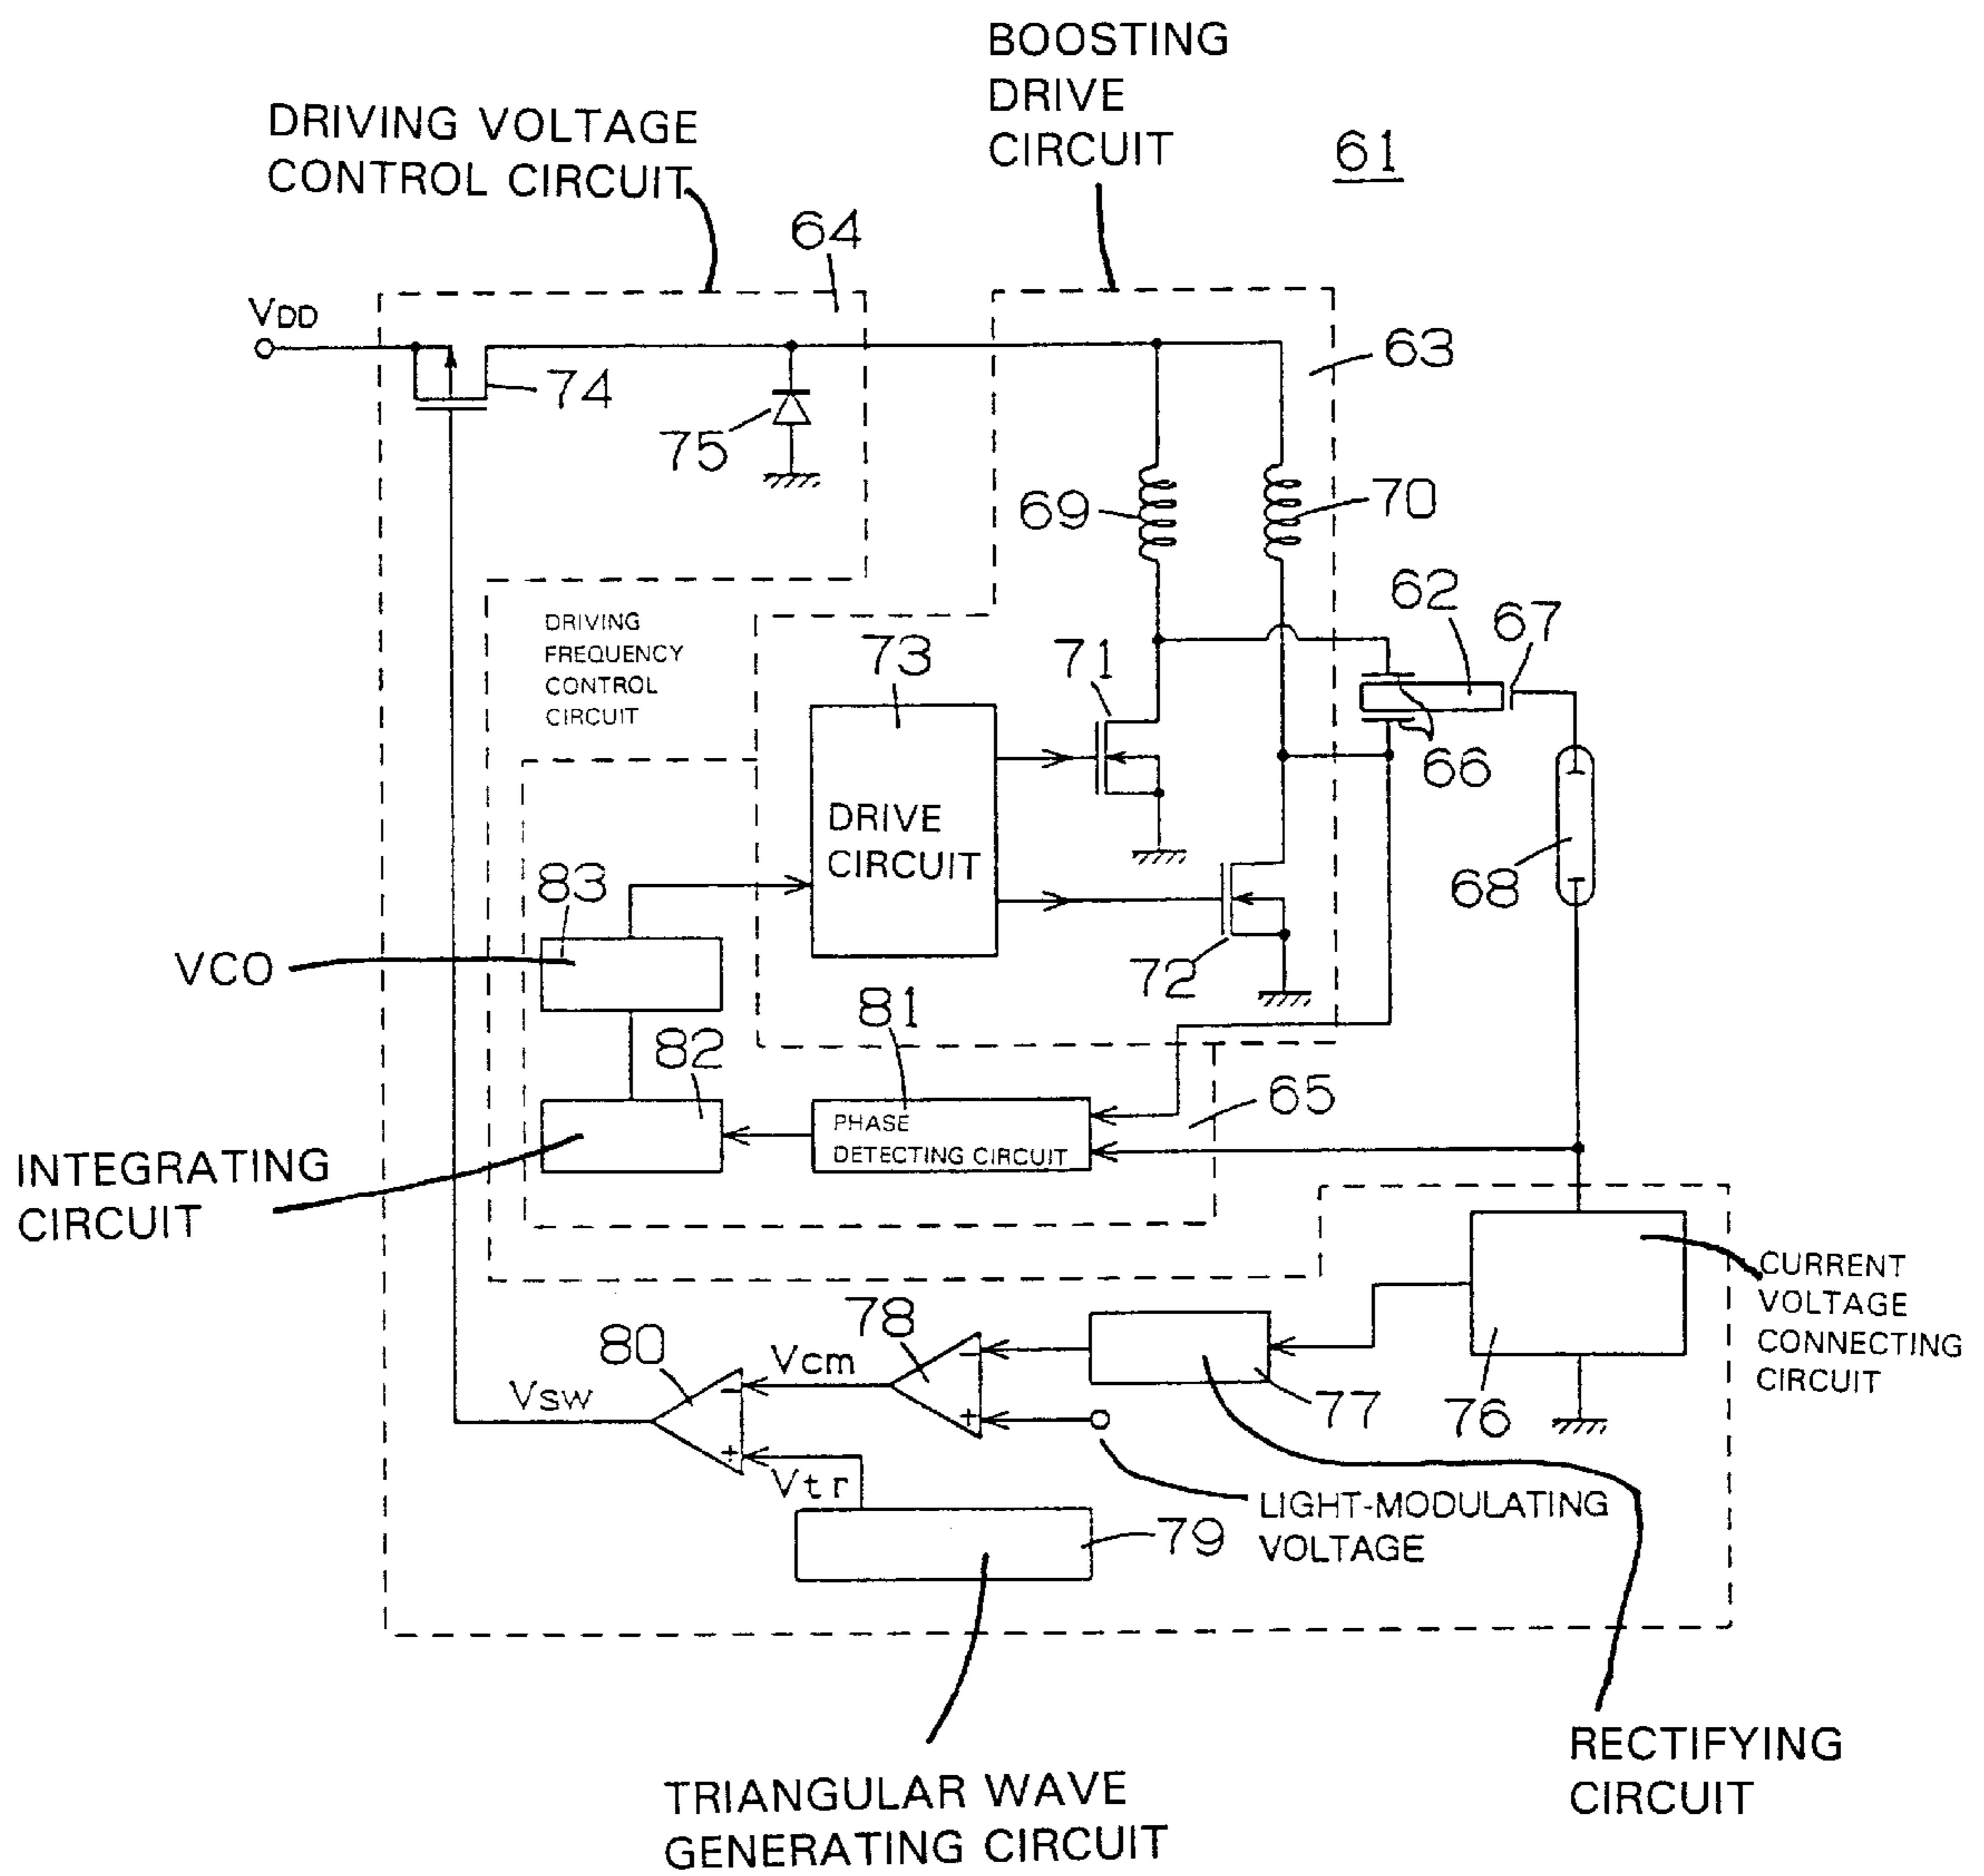 BOOSTING
DRIVE
CIRCUIT
61
DRIVING VOLTAGE
CONTROL CIRCUIT
64
VDD
63
74
75
69
70
62
67
DRIVING
FREQUENCY
CONTROL
CIRCUIT
73
71
66
DRIVE
CIRCUIT
68
83
VCO
72
81
82
65
PHASE
DETECTING CIRCUIT
INTEGRATING
CIRCUIT
CURRENT
VOLTAGE
CONNECTING
CIRCUIT
78
80
Vcm
−
+
Vsw
−
+
77
76
Vtr
LIGHT-MODULATING
VOLTAGE
79
RECTIFYING
CIRCUIT
TRIANGULAR WAVE
GENERATING CIRCUIT